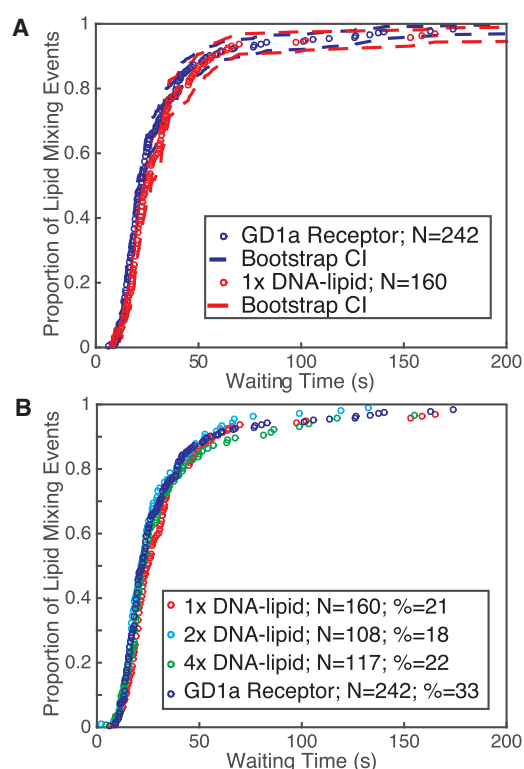 A
Proportion of Lipid Mixing Events
1
0.8
0.6
0.4
0.2
0
GD1a Receptor; N=242
Bootstrap CI
1x DNA-lipid; N=160
Bootstrap CI
0 50 100 150 200
Waiting Time (s)
B
Proportion of Lipid Mixing Events
1
0.8
0.6
0.4
0.2
0
1x DNA-lipid; N=160; %=21
2x DNA-lipid; N=108; %=18
4x DNA-lipid; N=117; %=22
GD1a Receptor; N=242; %=33
0 50 100 150 200
Waiting Time (s)